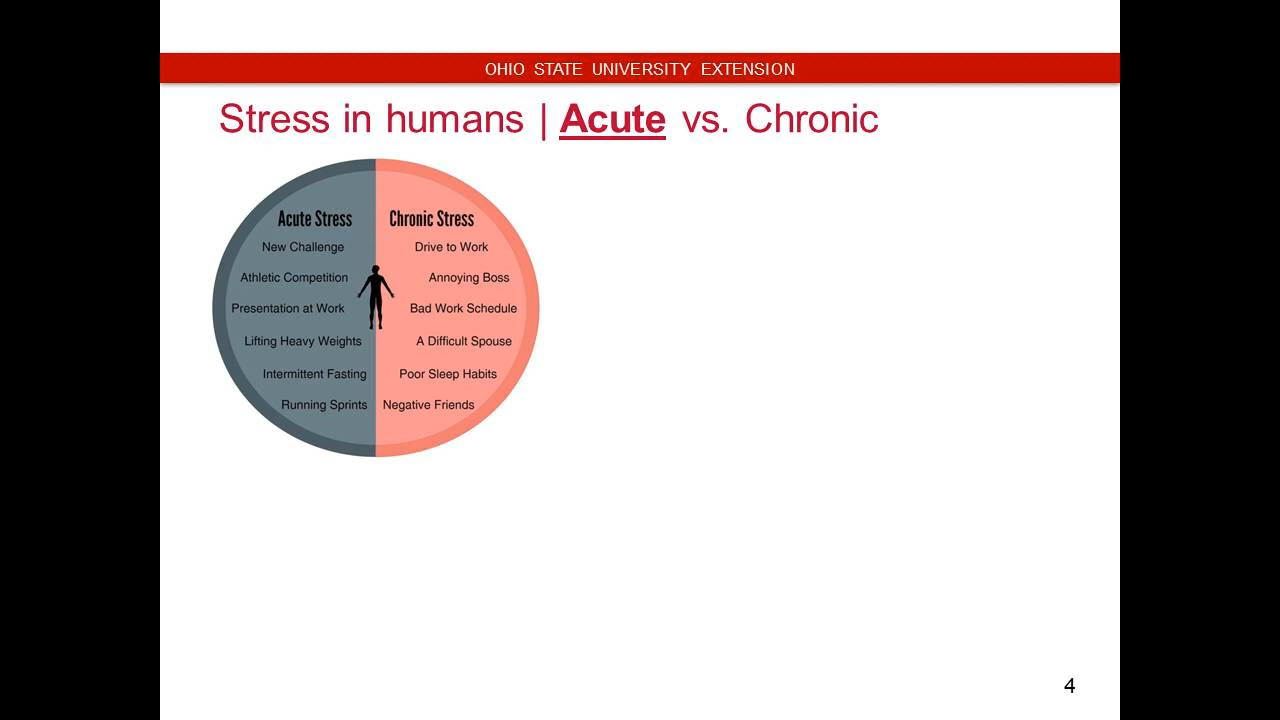 OHIO STATE UNIVERSITY EXTENSION
Stress in humans | Acute vs. Chronic
Acute Stress
New Challenge
Athletic Competition
Presentation at Work
Lifting Heavy Weights
Intermittent Fasting
Running Sprints
Chronic Stress
Drive to Work
Annoying Boss
Bad Work Schedule
A Difficult Spouse
Poor Sleep Habits
Negative Friends
4